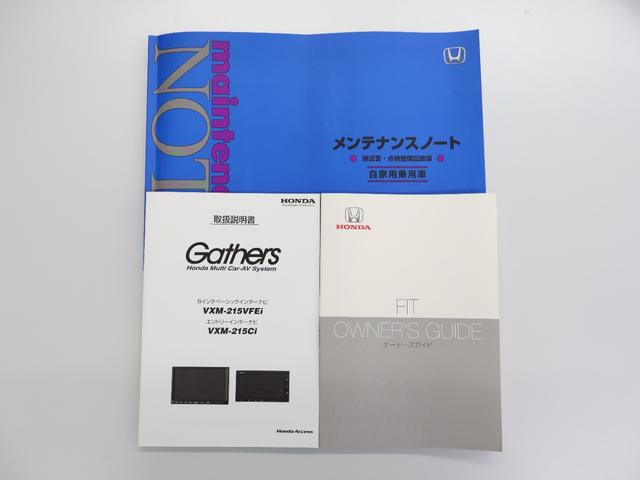 maintenance
NOT
メンテナンスノート
保証書・点検整備記録簿
自家用乗用車
HONDA
取扱説明書
Gathers
Honda Multi Car-AV System
8インチベーシックインターナビ
VXM-215VFEi
エントリーインターナビ
VXM-215Ci
Honda Access
HONDA
FIT
OWNER'S GUIDE
オーナーズガイド